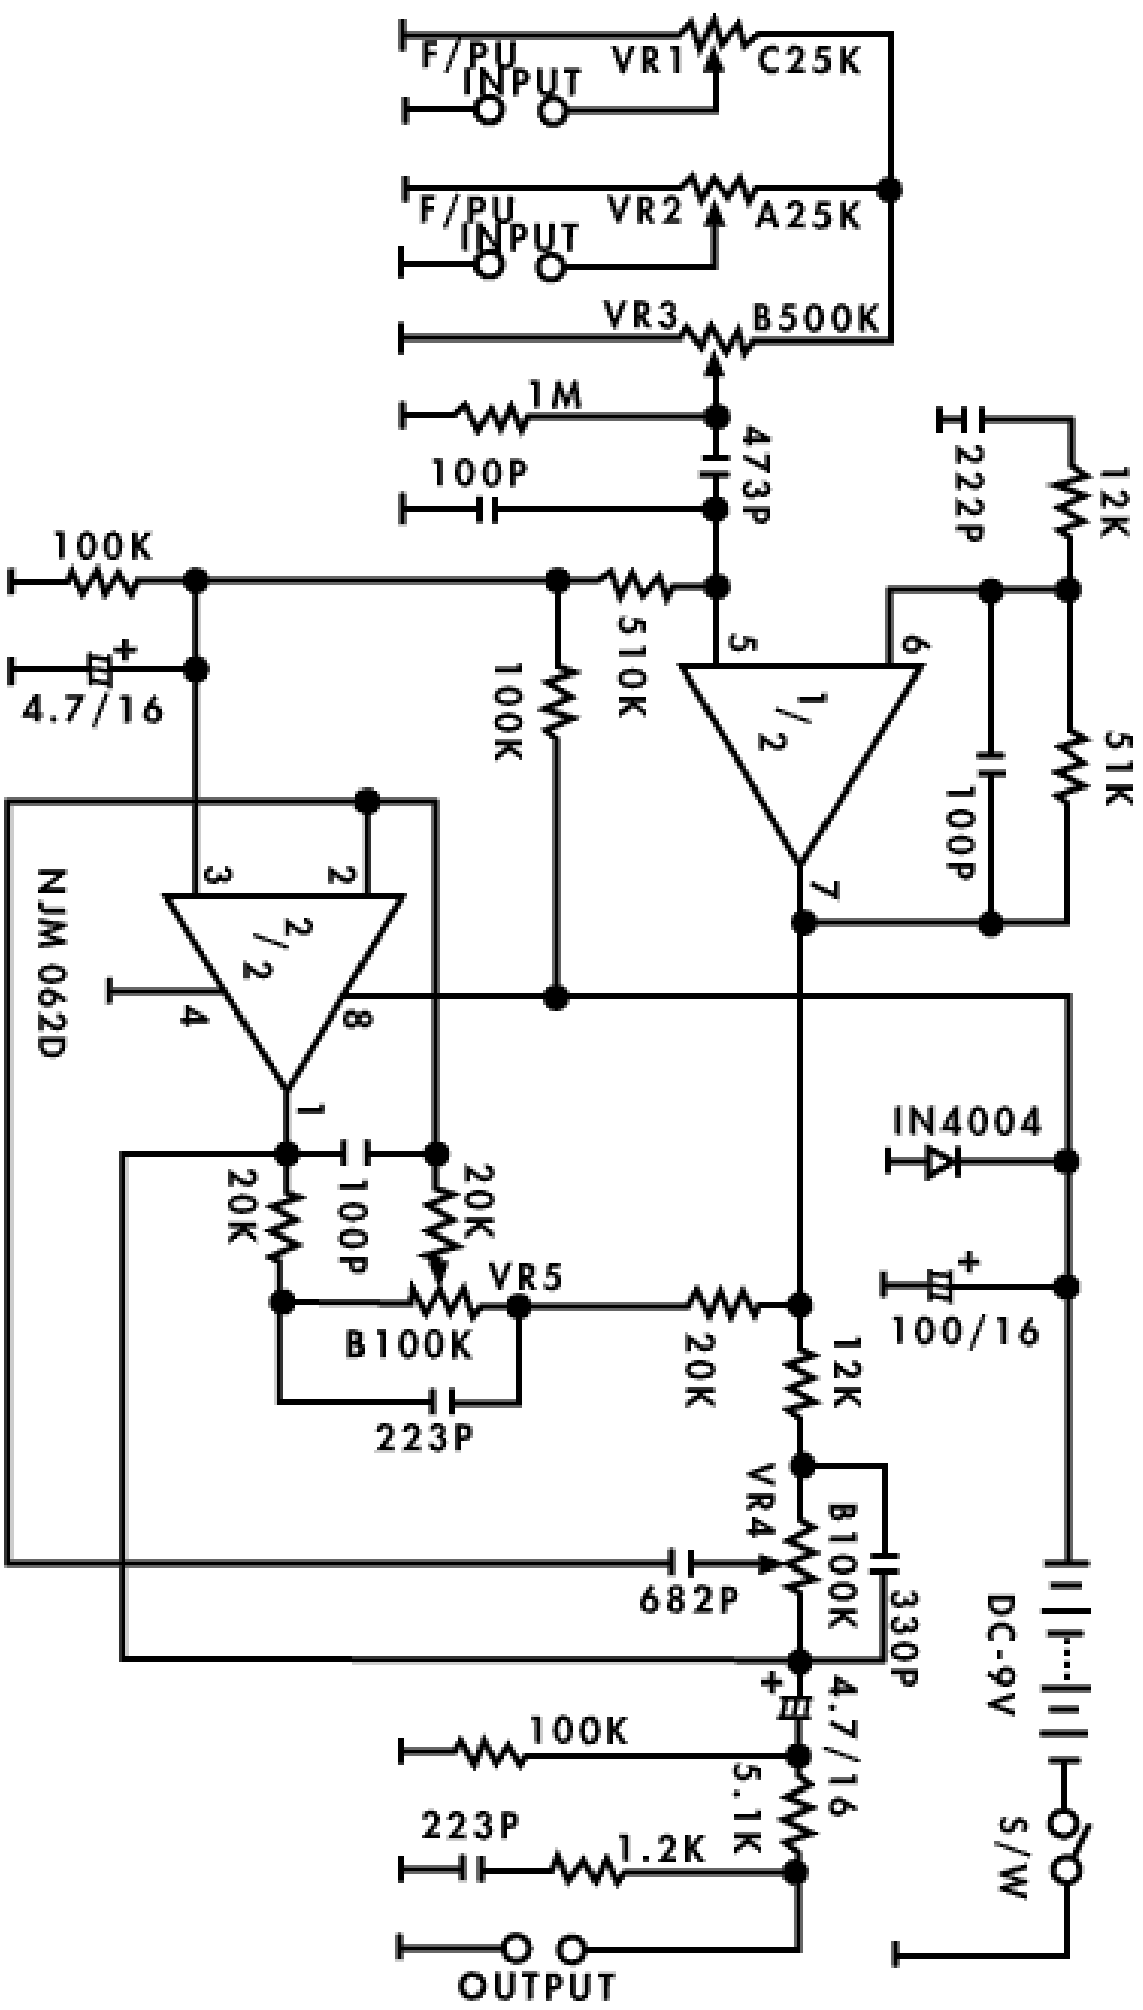 F/PU
INPUT
VR1
C25K
F/PU
INPUT
VR2
A25K
VR3
B500K
1M
473P
222P
12K
100P
100K
510K
5
6
1/2
51K
100P
4.7/16
100K
7
3
2
2/2
NJM 062D
4
8
1
IN4004
20K
100P
20K
VR5
+
100/16
B100K
20K
12K
223P
VR4
B100K
682P
330P
DC-9V
+
4.7/16
100K
5.1K
223P
1.2K
S/W
OUTPUT
+